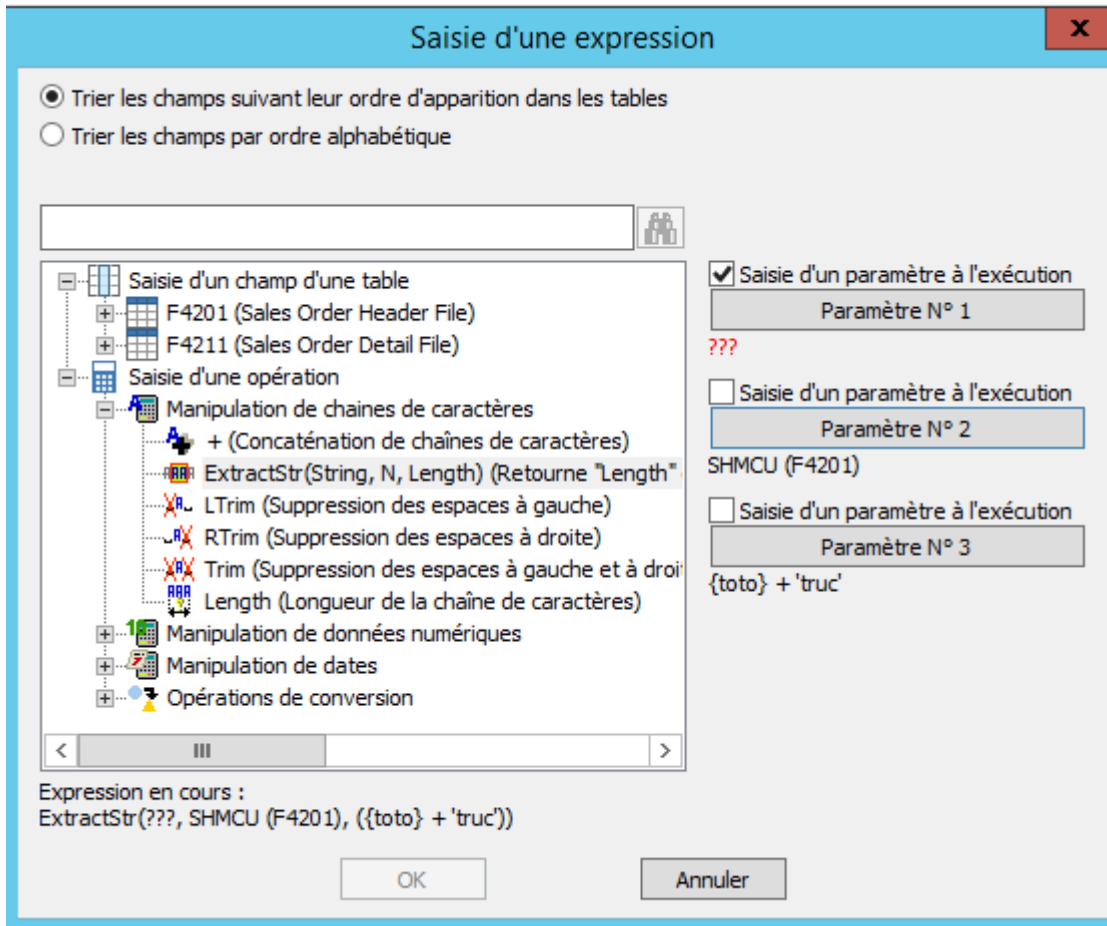 Saisie d'une expression
x
Trier les champs suivant leur ordre d'apparition dans les tables
Trier les champs par ordre alphabétique
Saisie d'un champ d'une table
F4201 (Sales Order Header File)
F4211 (Sales Order Detail File)
Saisie d'une opération
Manipulation de chaines de caractères
+ (Concaténation de chaînes de caractères)
ExtractStr(String, N, Length) (Retourne "Length"
LTrim (Suppression des espaces à gauche)
RTrim (Suppression des espaces à droite)
Trim (Suppression des espaces à gauche et à droi
Length (Longueur de la chaîne de caractères)
Manipulation de données numériques
Manipulation de dates
Opérations de conversion
Saisie d'un paramètre à l'exécution
Paramètre N° 1
???
Saisie d'un paramètre à l'exécution
Paramètre N° 2
SHMCU (F4201)
Saisie d'un paramètre à l'exécution
Paramètre N° 3
{toto} + 'truc'
Expression en cours :
ExtractStr(???, SHMCU (F4201), ({toto} + 'truc'))
OK
Annuler